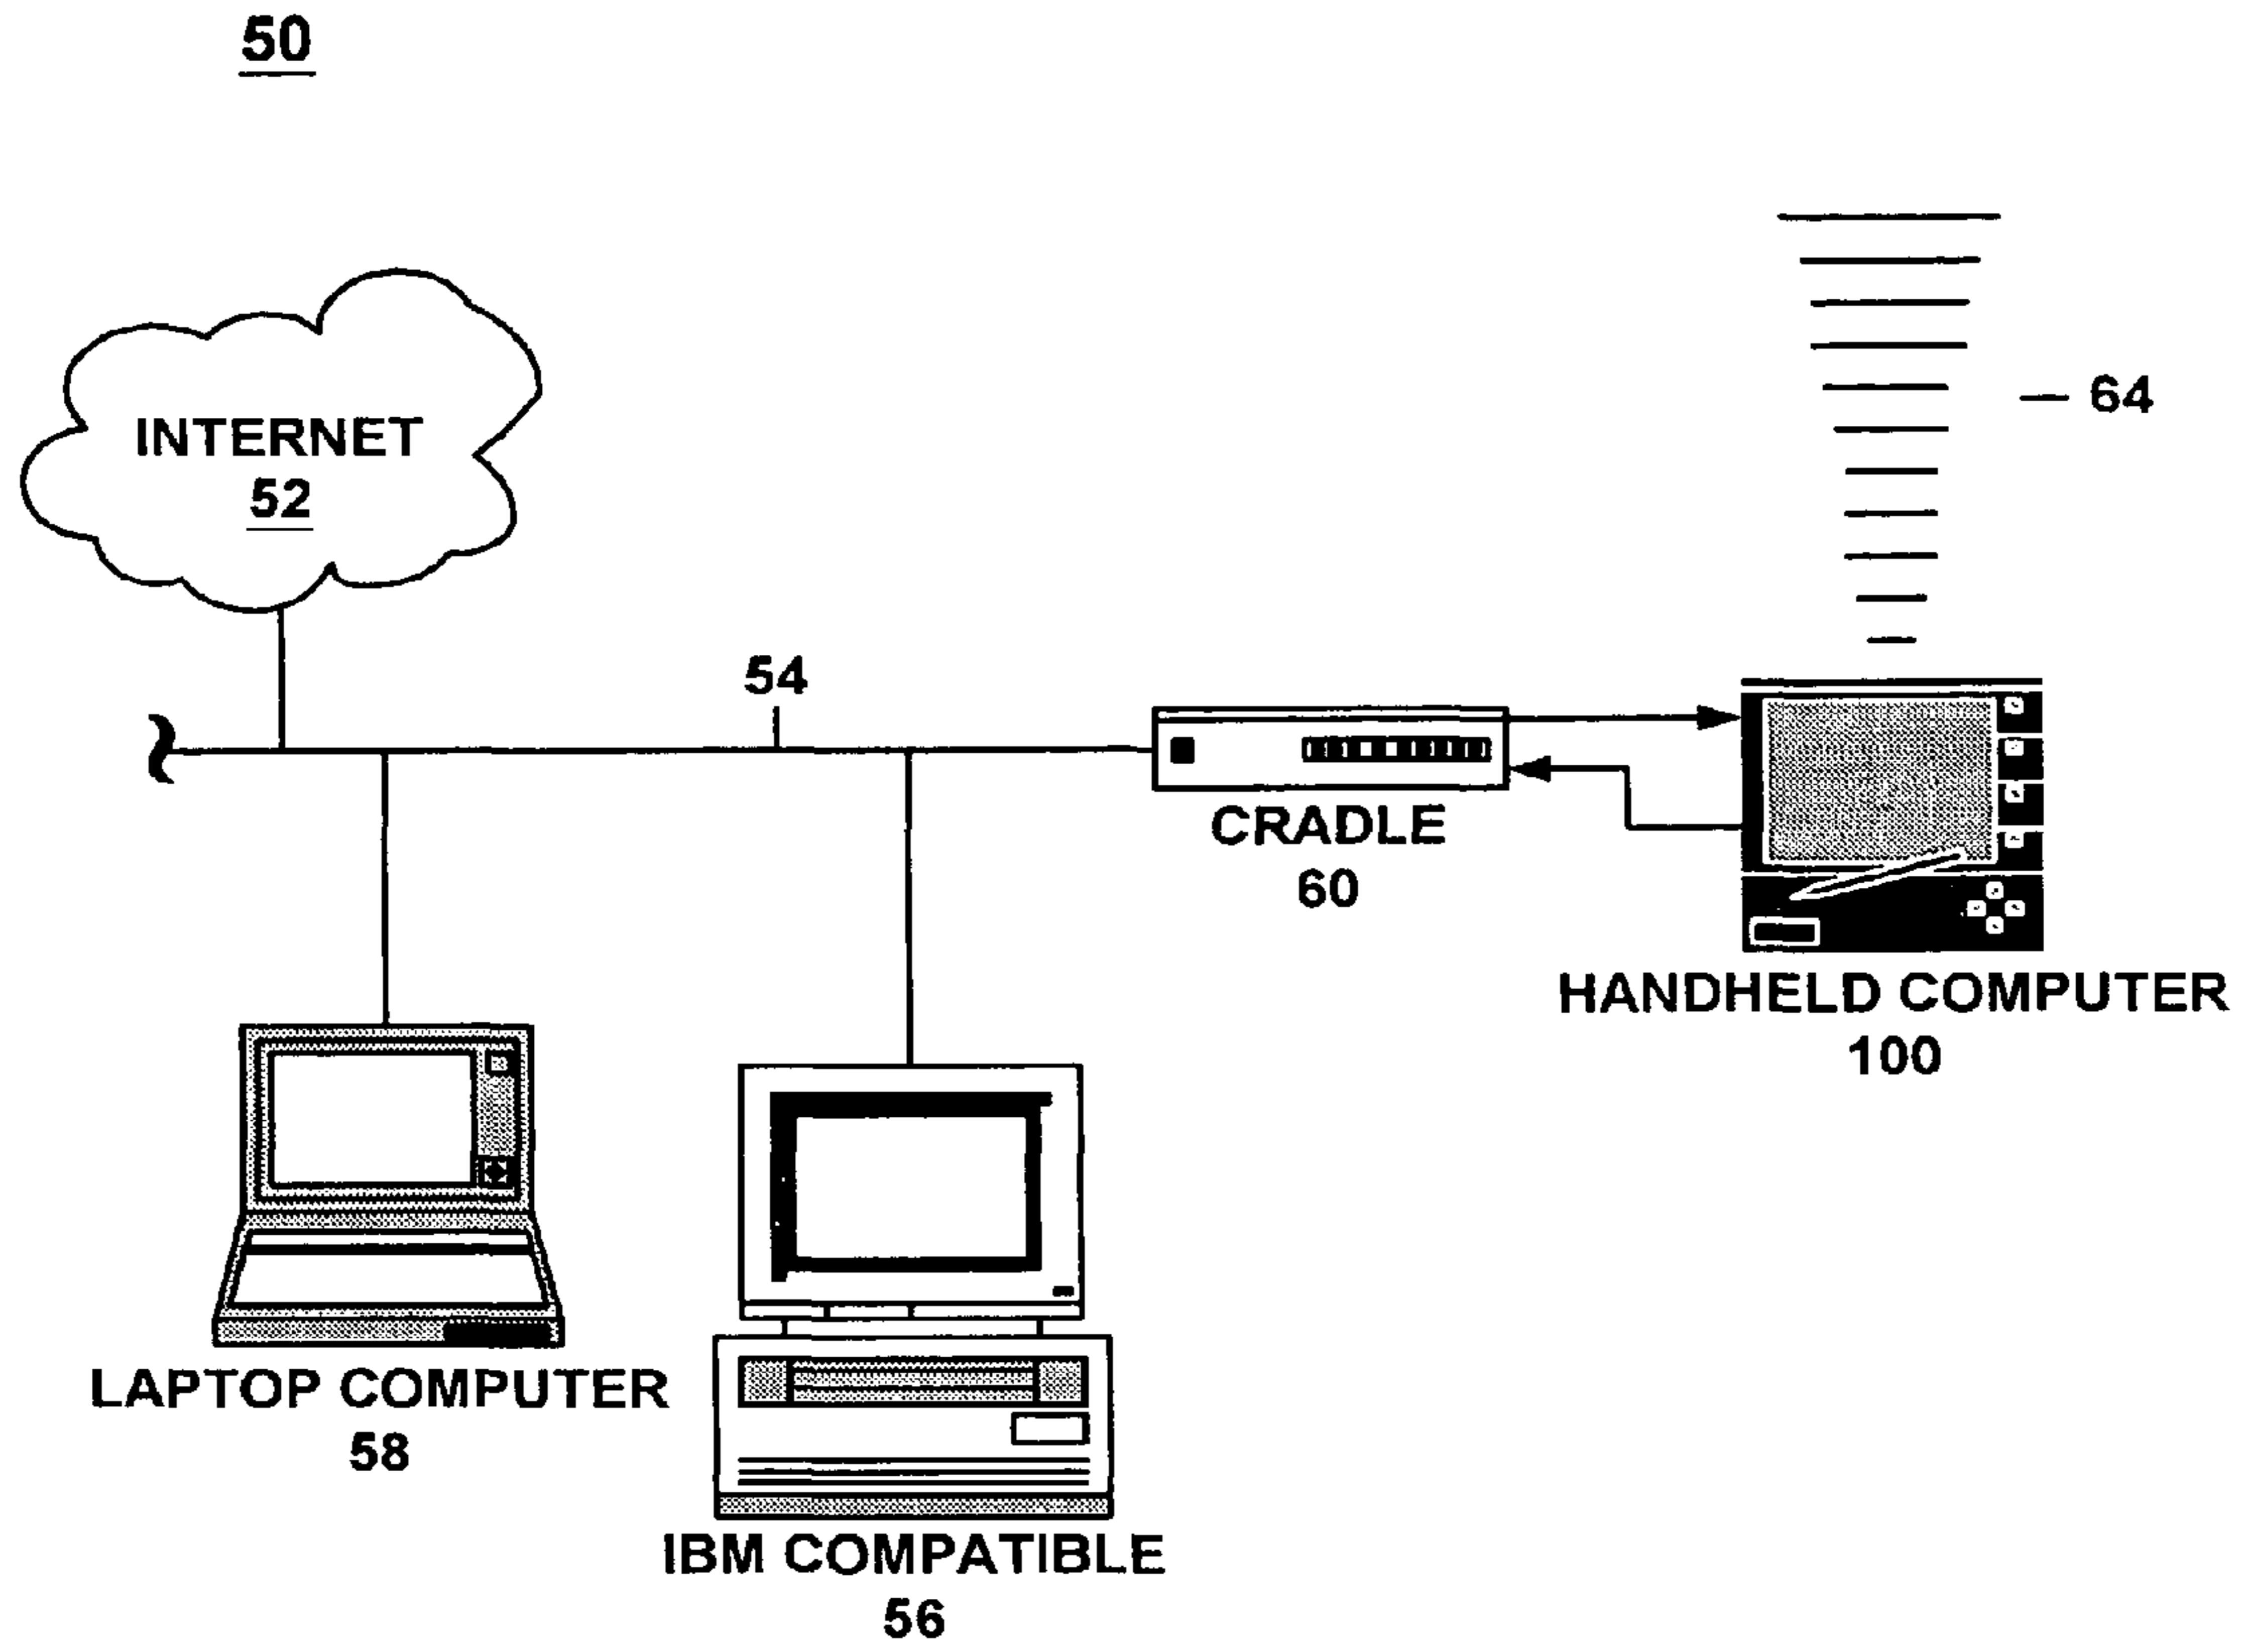 50
INTERNET
52
64
54
CRADLE
60
HANDHELD COMPUTER
100
LAPTOP COMPUTER
58
IBM COMPATIBLE
56